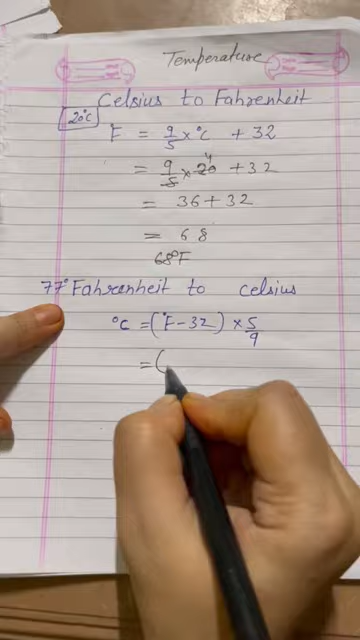 Temperature
Celsius to Fahrenheit
20°C
°F = 9/5 × °C + 32
= 9/5 × 20 4 + 32
= 36 + 32
= 68
68°F
77° Fahrenheit to celsius
°C = (°F - 32) × 5/9
= (